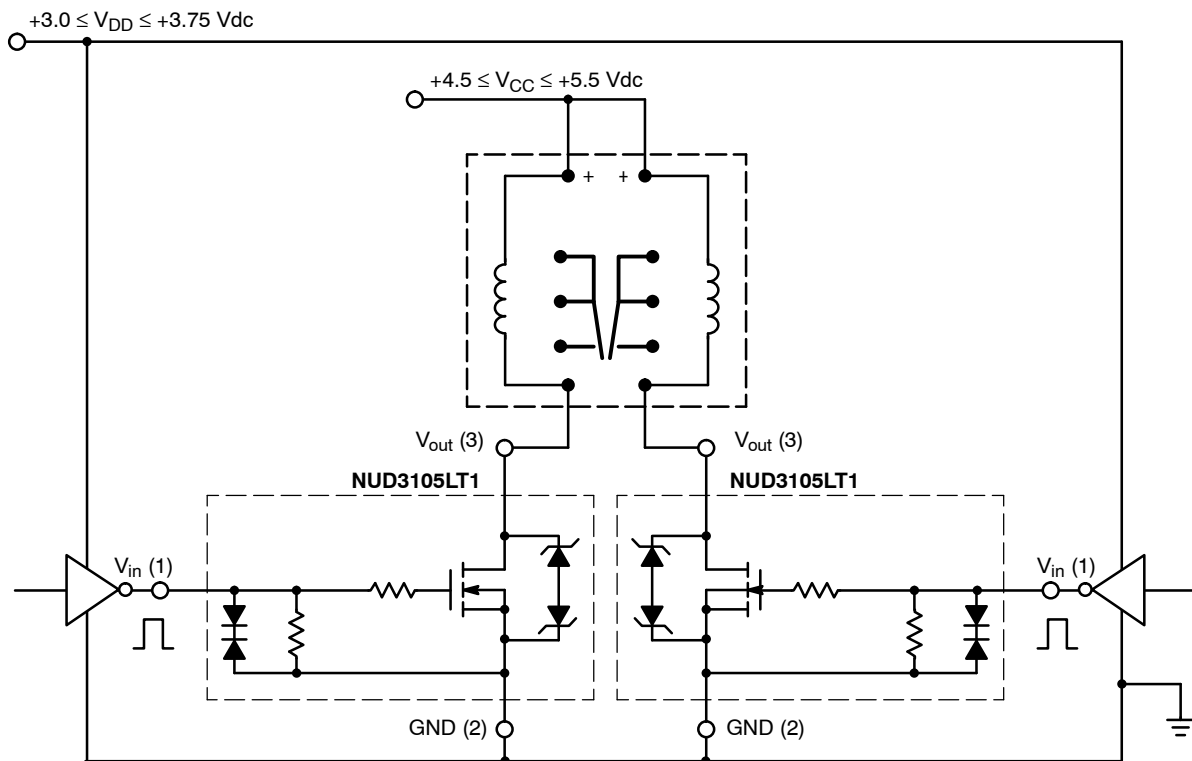 +3.0 ≤ VDD ≤ +3.75 Vdc
+4.5 ≤ VCC ≤ +5.5 Vdc
+ +
Vout (3) Vout (3)
NUD3105LT1 NUD3105LT1
Vin (1) Vin (1)
GND (2) GND (2)